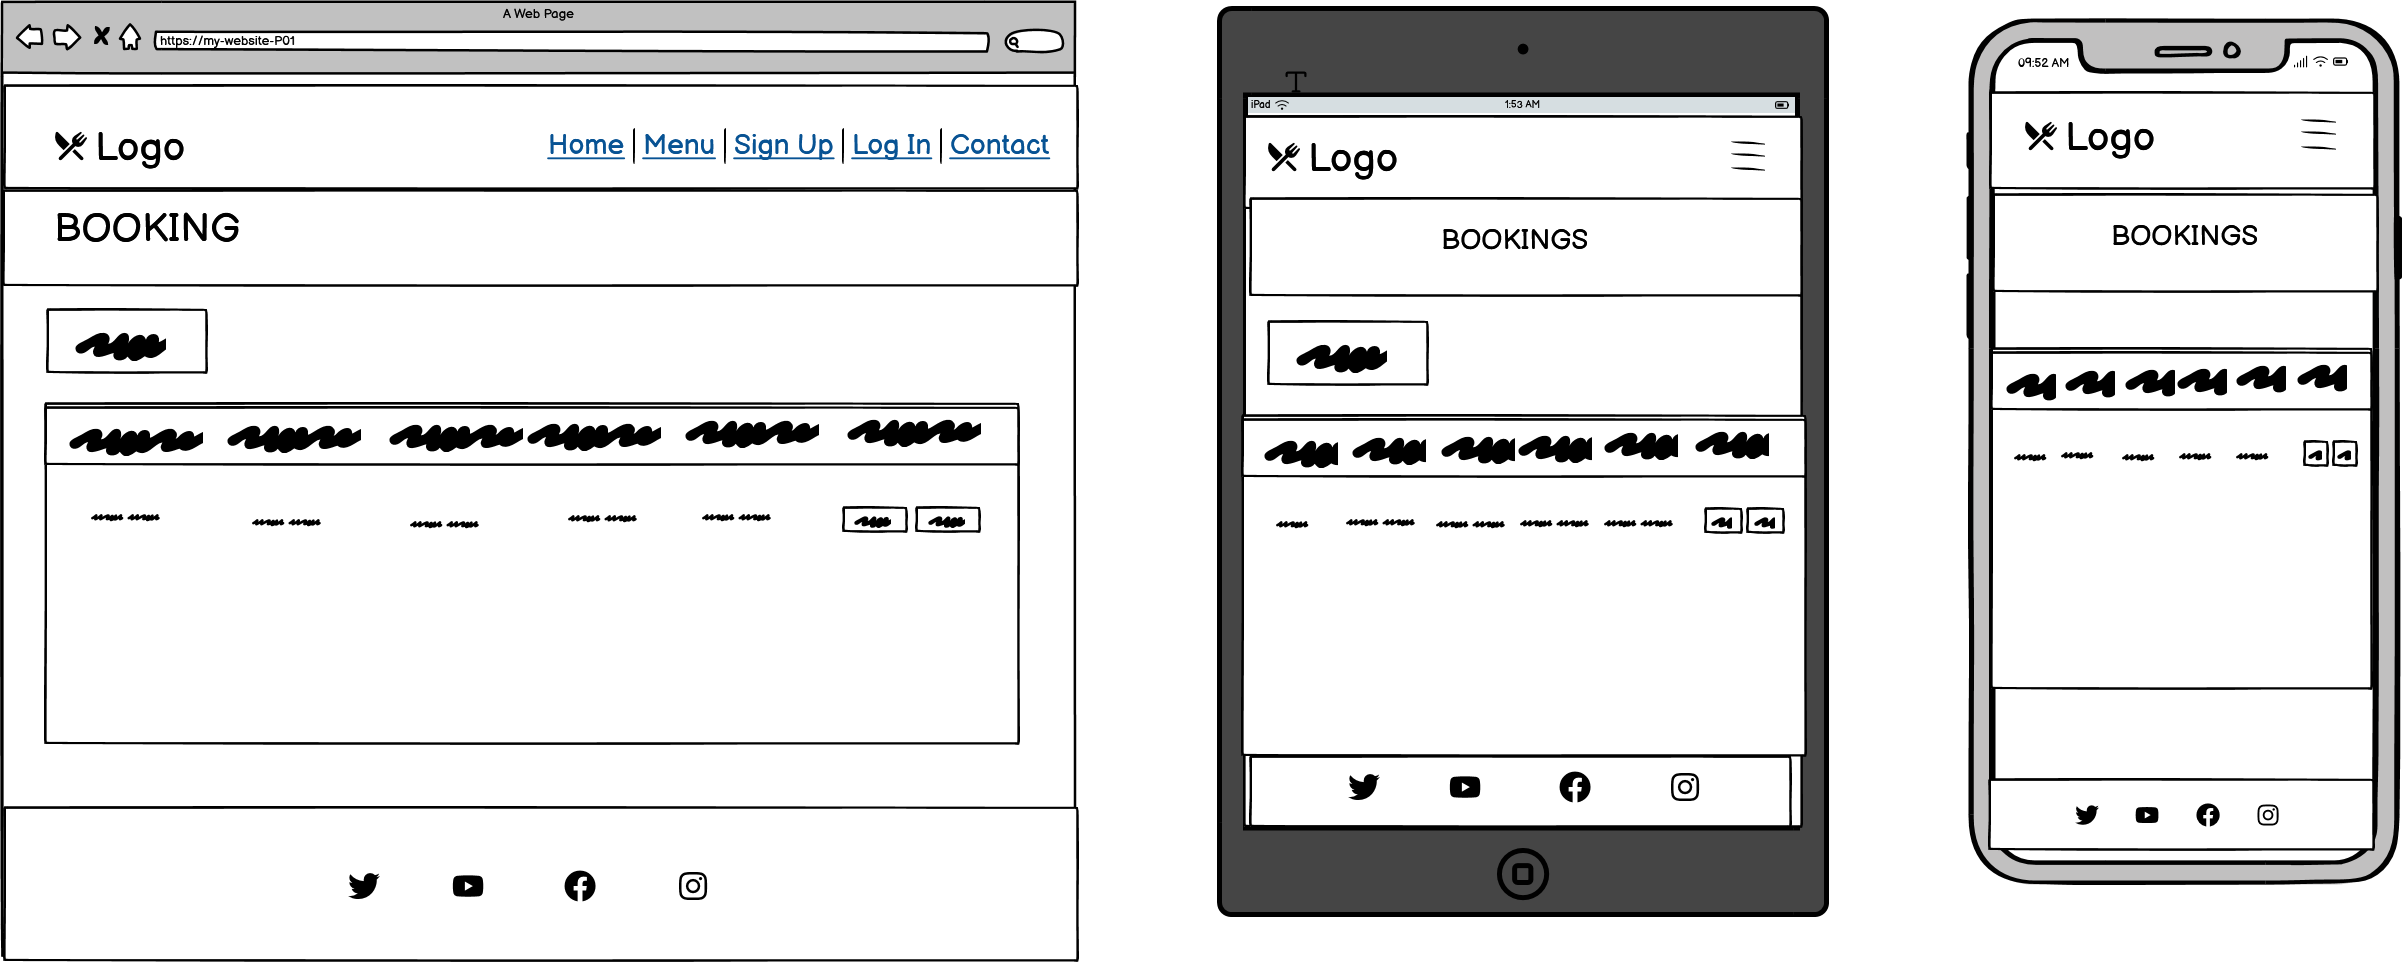 A Web Page
https://my-website-P01
Logo
Home Menu Sign Up Log In Contact
BOOKING
iPad
1:53 AM
Logo
BOOKINGS
09:52 AM
Logo
BOOKINGS